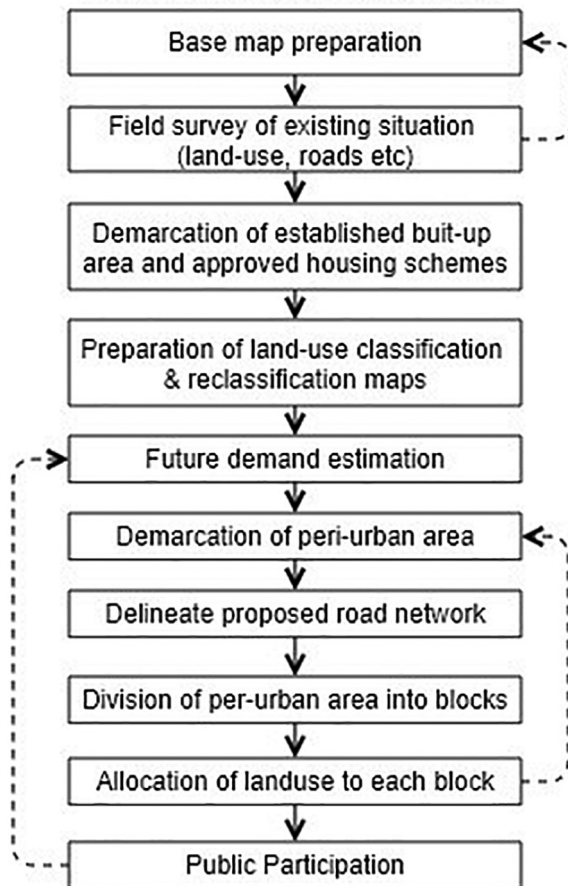 Base map preparation
Field survey of existing situation
(land-use, roads etc)
Demarcation of established buit-up
area and approved housing schemes
Preparation of land-use classification
& reclassification maps
Future demand estimation
Demarcation of peri-urban area
Delineate proposed road network
Division of per-urban area into blocks
Allocation of landuse to each block
Public Participation